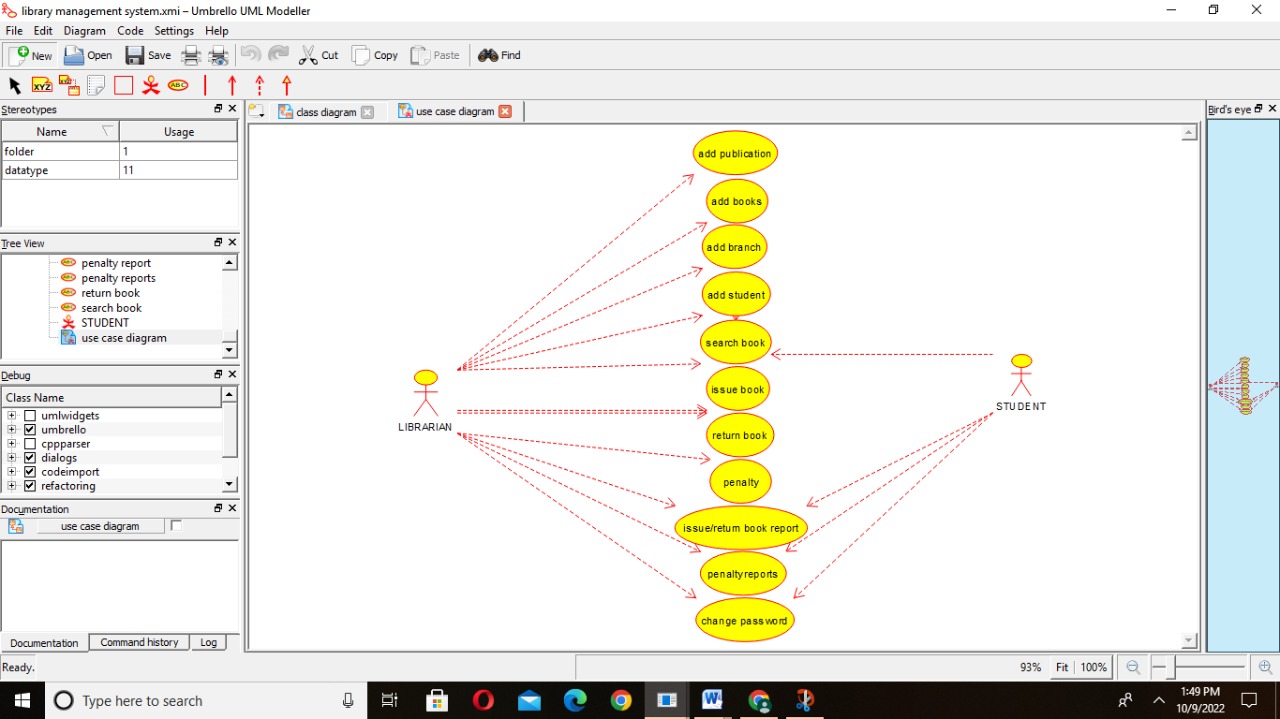 library management system.xmi - Umbrello UML Modeller
File Edit Diagram Code Settings Help
New Open Save Cut Copy Paste Find
XYZ ABC
Stereotypes
Name Usage
folder 1
datatype 11
Tree View
penalty report
penalty reports
return book
search book
STUDENT
use case diagram
Debug
Class Name
umlwidgets
umbrello
cppparser
dialogs
codeimport
refactoring
Documentation
use case diagram
Documentation Command history Log
class diagram use case diagram
add publication
add books
add branch
add student
search book
issue book
return book
penalty
issue/return book report
penalty reports
change password
LIBRARIAN
STUDENT
Bird's eye
Ready.
93% Fit 100%
Type here to search
1:49 PM
10/9/2022